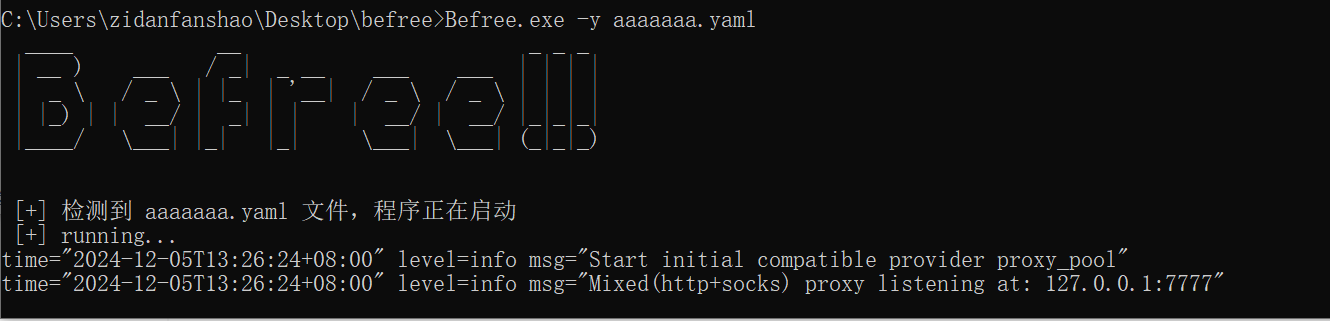 C:\Users\zidanfanshao\Desktop\befree>Befree.exe -y aaaaaaa.yaml
Befree!!!
[+] 检测到 aaaaaaa.yaml 文件，程序正在启动
[+] running...
time="2024-12-05T13:26:24+08:00" level=info msg="Start initial compatible provider proxy_pool"
time="2024-12-05T13:26:24+08:00" level=info msg="Mixed(http+socks) proxy listening at: 127.0.0.1:7777"